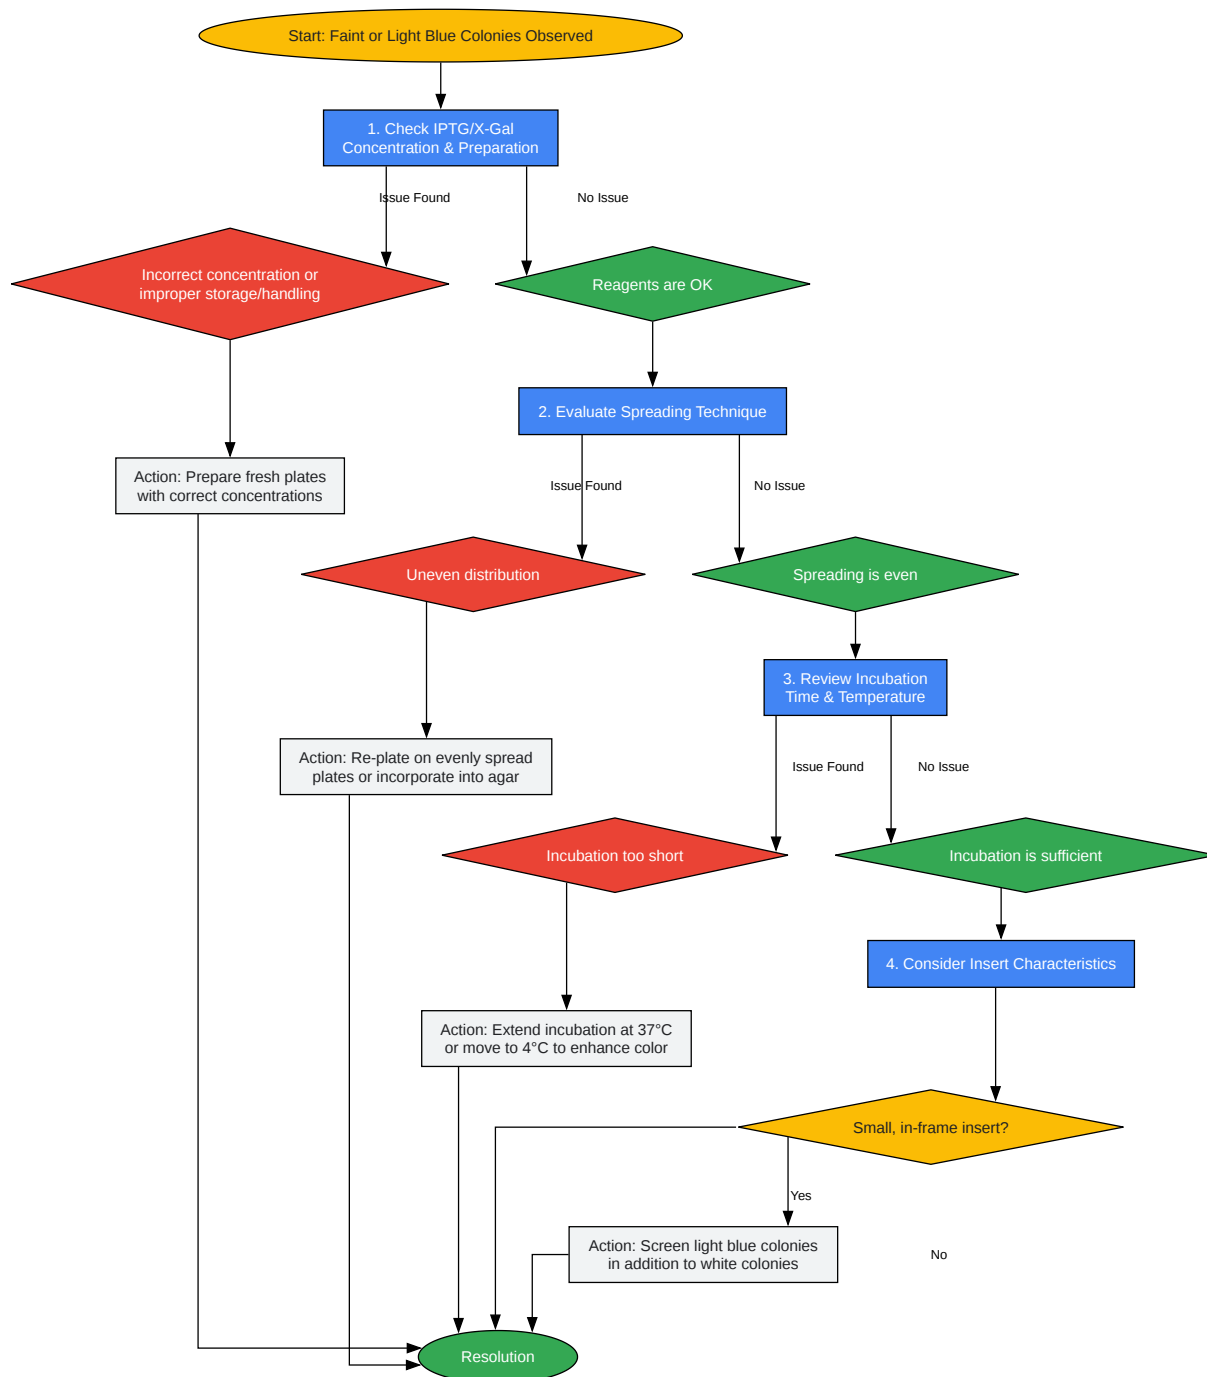 Start: Faint or Light Blue Colonies Observed
1. Check IPTG/X-Gal
Concentration & Preparation
Issue Found
No Issue
Incorrect concentration or
improper storage/handling
Reagents are OK
2. Evaluate Spreading Technique
Action: Prepare fresh plates
with correct concentrations
Issue Found
No Issue
Uneven distribution
Spreading is even
3. Review Incubation
Time & Temperature
Action: Re-plate on evenly spread
plates or incorporate into agar
Issue Found
No Issue
Incubation too short
Incubation is sufficient
4. Consider Insert Characteristics
Action: Extend incubation at 37°C
or move to 4°C to enhance color
Small, in-frame insert?
Yes
Action: Screen light blue colonies
in addition to white colonies
No
Resolution